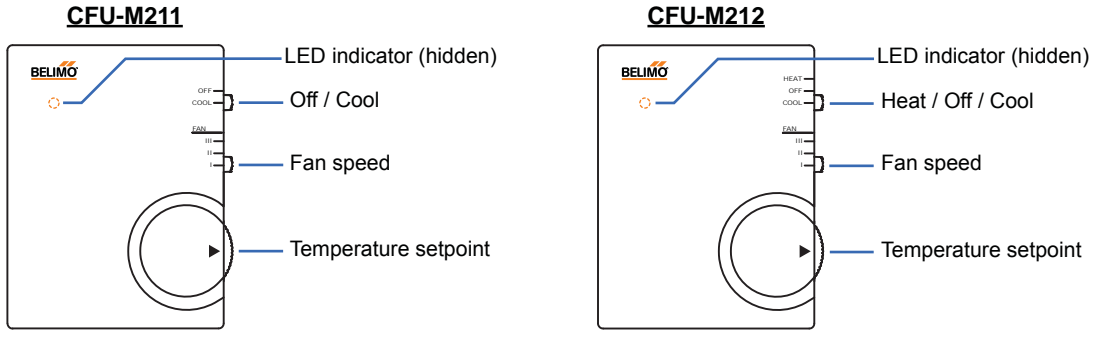 CFU-M211
BELIMO
LED indicator (hidden)
OFF
COOL
Off / Cool
FAN
III
II
I
Fan speed
Temperature setpoint
CFU-M212
BELIMO
LED indicator (hidden)
HEAT
OFF
COOL
Heat / Off / Cool
FAN
III
II
I
Fan speed
Temperature setpoint